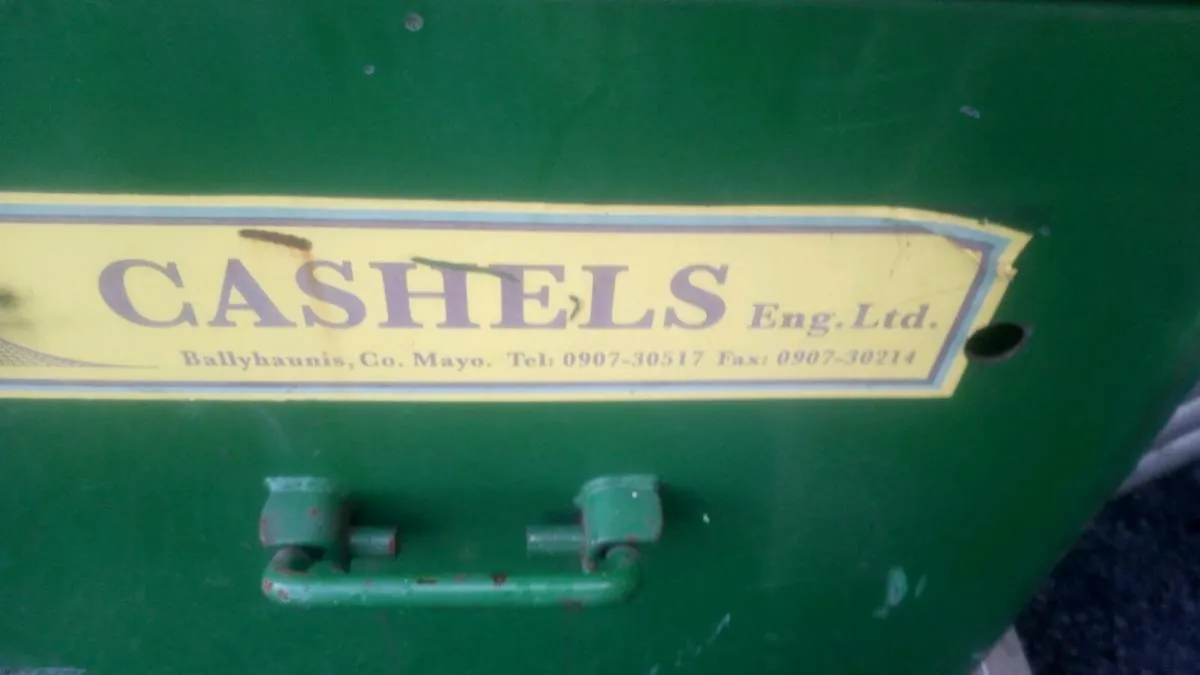 CASHELS Eng. Ltd.
Ballyhaunis, Co. Mayo. Tel: 0907-30517 Fax: 0907-30214